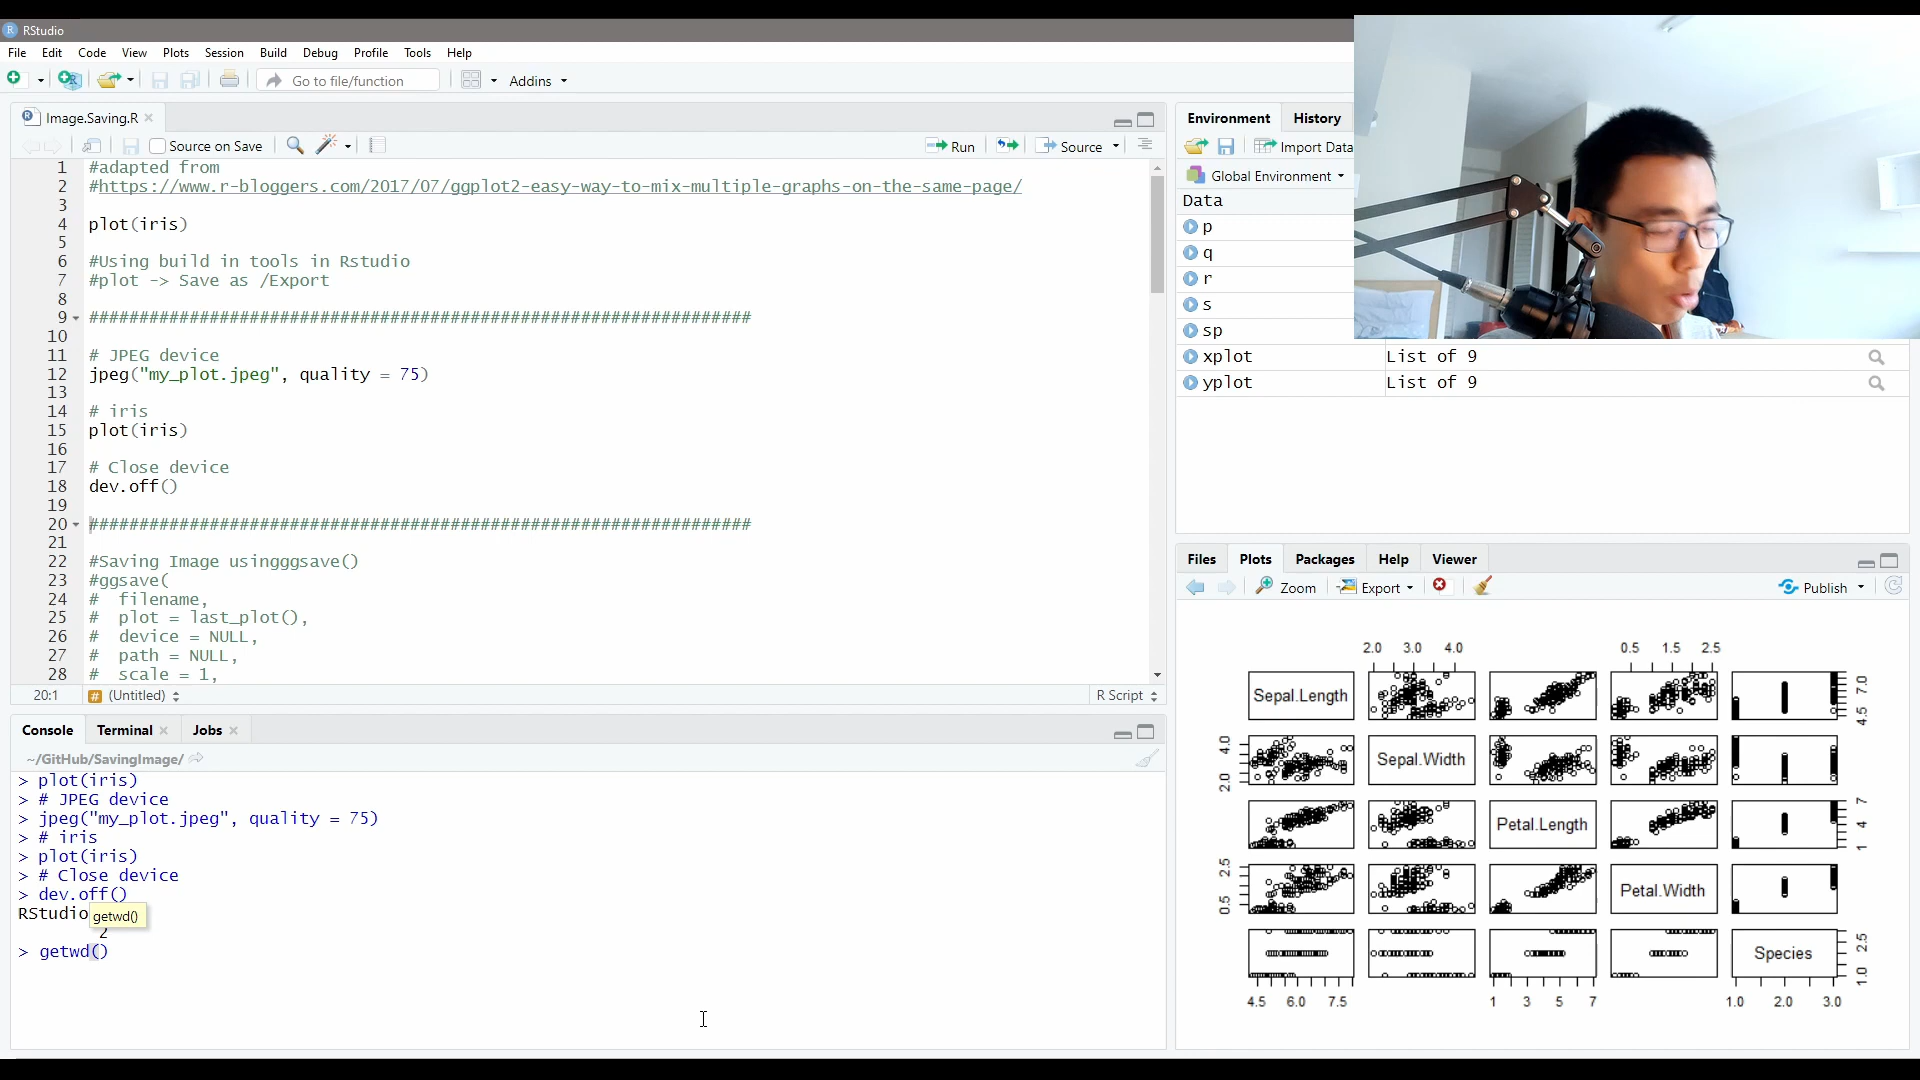 RStudio
File Edit Code View Plots Session Build Debug Profile Tools Help
Go to file/function Addins
Image.Saving.R
Source on Save Run Source
1 #adapted from
2 #https://www.r-bloggers.com/2017/07/ggplot2-easy-way-to-mix-multiple-graphs-on-the-same-page/
3
4 plot(iris)
5
6 #Using build in tools in Rstudio
7 #plot -> Save as /Export
8
9 ##################################################################
10
11 # JPEG device
12 jpeg("my_plot.jpeg", quality = 75)
13
14 # iris
15 plot(iris)
16
17 # Close device
18 dev.off()
19
20 ##################################################################
21
22 #Saving Image usingggsave()
23 #ggsave(
24 #  filename,
25 #  plot = last_plot(),
26 #  device = NULL,
27 #  path = NULL,
28 #  scale = 1,
20:1 # (Untitled) R Script
Console Terminal Jobs
~/GitHub/SavingImage/
> plot(iris)
> # JPEG device
> jpeg("my_plot.jpeg", quality = 75)
> # iris
> plot(iris)
> # Close device
> dev.off()
RStudio
getwd()
2
> getwd()
Environment History
Import Data
Global Environment
Data
p
q
r
s
sp
xplot List of 9
yplot List of 9
Files Plots Packages Help Viewer
Zoom Export Publish
2.0 3.0 4.0 0.5 1.5 2.5
Sepal.Length 4.5 7.0
2.0 4.0 Sepal.Width
Petal.Length 1 4 7
0.5 2.5 Petal.Width
Species 1.0 2.5
4.5 6.0 7.5 1 3 5 7 1.0 2.0 3.0